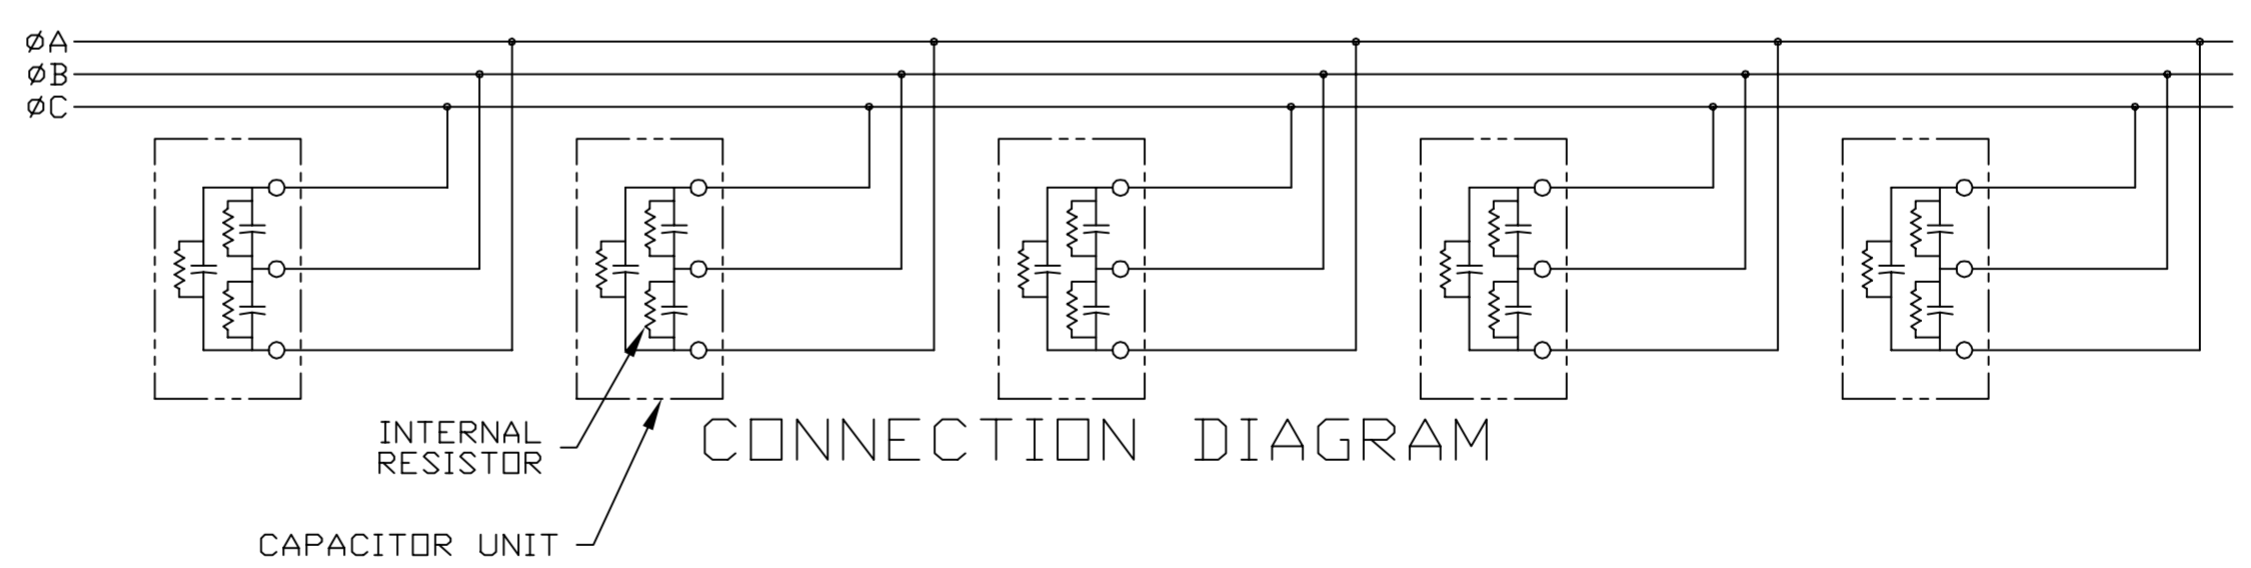 ØA
ØB
ØC
INTERNAL
RESISTOR
CONNECTION DIAGRAM
CAPACITOR UNIT